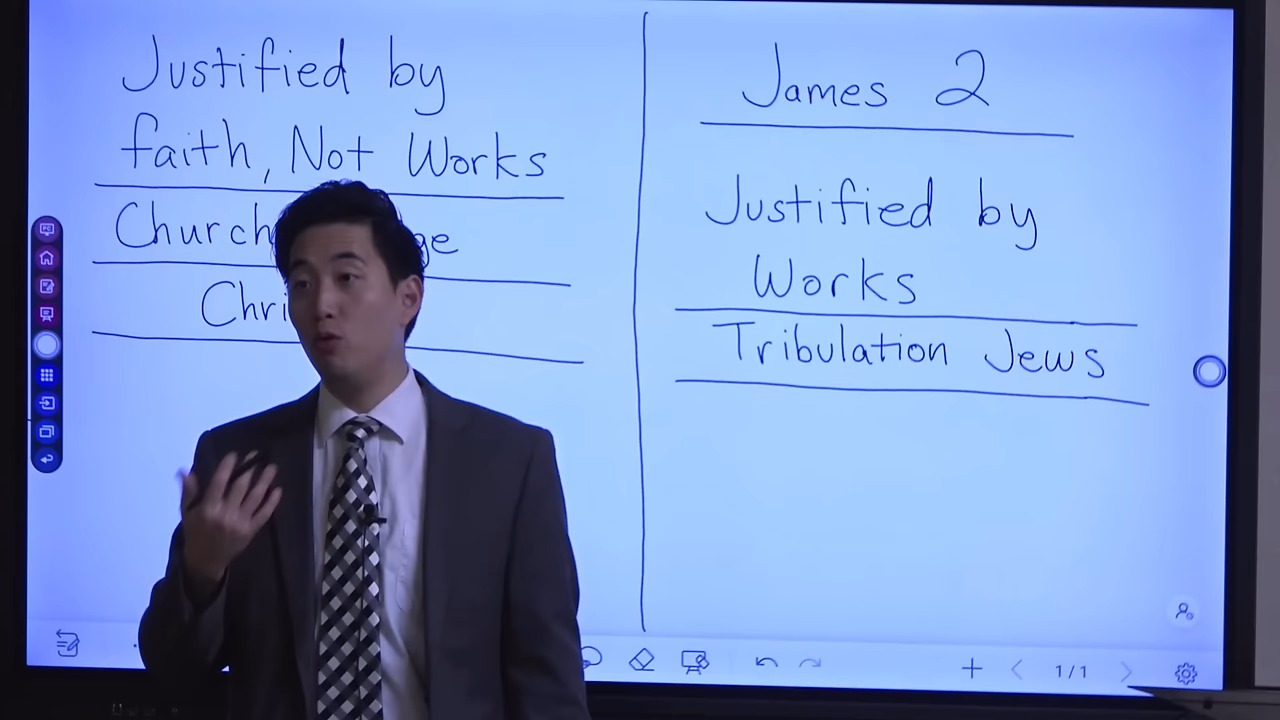 Justified by
faith, Not Works
Church
Chri
James 2
Justified by
Works
Tribulation Jews
1/1